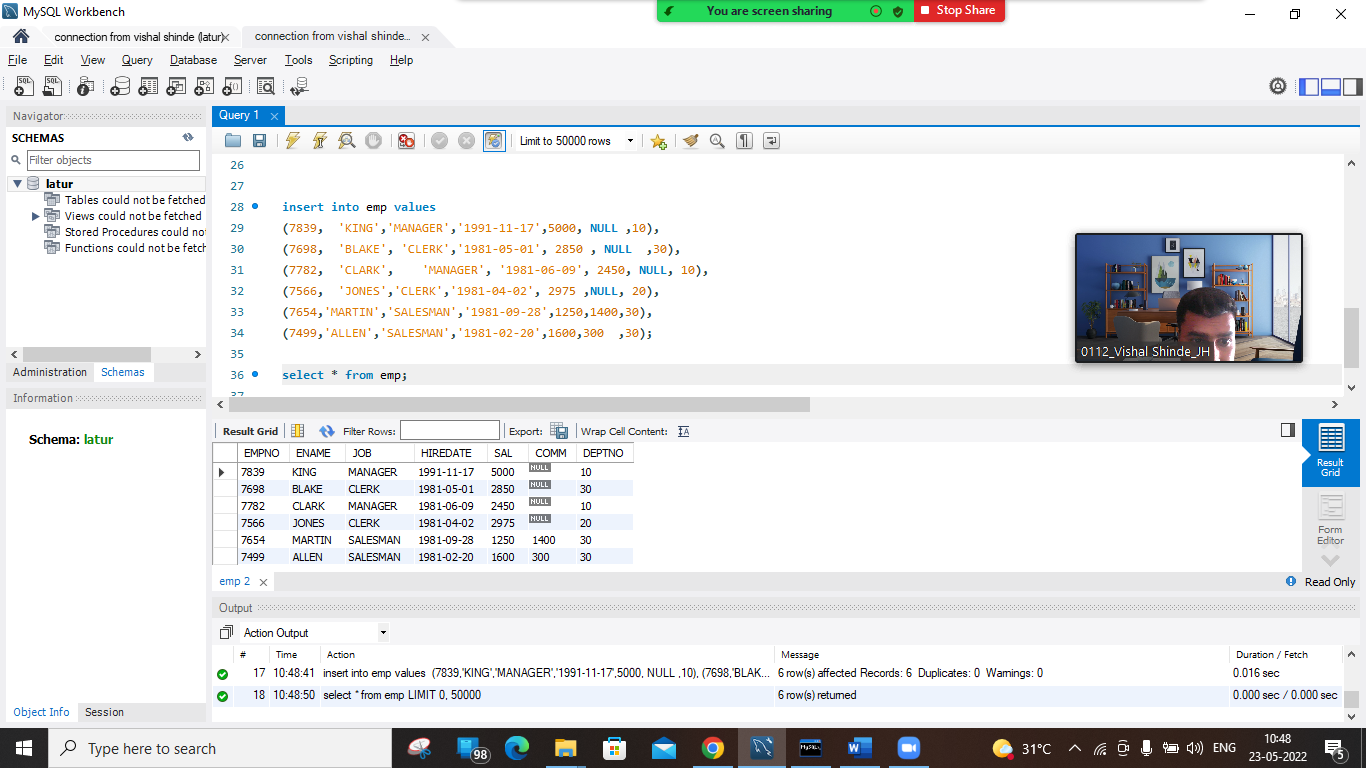 MySQL Workbench
You are screen sharing
Stop Share
connection from vishal shinde (latur)
connection from vishal shinde...
File Edit View Query Database Server Tools Scripting Help
Navigator
SCHEMAS
Filter objects
latur
Tables could not be fetched
Views could not be fetched
Stored Procedures could no
Functions could not be fetch
Administration Schemas
Information
Schema: latur
Object Info Session
Query 1
Limit to 50000 rows
26
27
28 insert into emp values
29 (7839, 'KING','MANAGER','1991-11-17',5000, NULL ,10),
30 (7698, 'BLAKE', 'CLERK','1981-05-01', 2850 , NULL ,30),
31 (7782, 'CLARK', 'MANAGER', '1981-06-09', 2450, NULL, 10),
32 (7566, 'JONES','CLERK','1981-04-02', 2975 ,NULL, 20),
33 (7654,'MARTIN','SALESMAN','1981-09-28',1250,1400,30),
34 (7499,'ALLEN','SALESMAN','1981-02-20',1600,300 ,30);
35
36 select * from emp;
37
0112_Vishal Shinde_JH
Result Grid Filter Rows: Export: Wrap Cell Content: IA
EMPNO ENAME JOB HIREDATE SAL COMM DEPTNO
7839 KING MANAGER 1991-11-17 5000 NULL 10
7698 BLAKE CLERK 1981-05-01 2850 NULL 30
7782 CLARK MANAGER 1981-06-09 2450 NULL 10
7566 JONES CLERK 1981-04-02 2975 NULL 20
7654 MARTIN SALESMAN 1981-09-28 1250 1400 30
7499 ALLEN SALESMAN 1981-02-20 1600 300 30
Result
Grid
Form
Editor
emp 2
Read Only
Output
Action Output
# Time Action Message Duration / Fetch
17 10:48:41 insert into emp values (7839,'KING','MANAGER','1991-11-17',5000, NULL ,10), (7698,'BLAK... 6 row(s) affected Records: 6 Duplicates: 0 Warnings: 0 0.016 sec
18 10:48:50 select * from emp LIMIT 0, 50000 6 row(s) returned 0.000 sec / 0.000 sec
Type here to search
98
31°C
ENG
10:48
23-05-2022
5